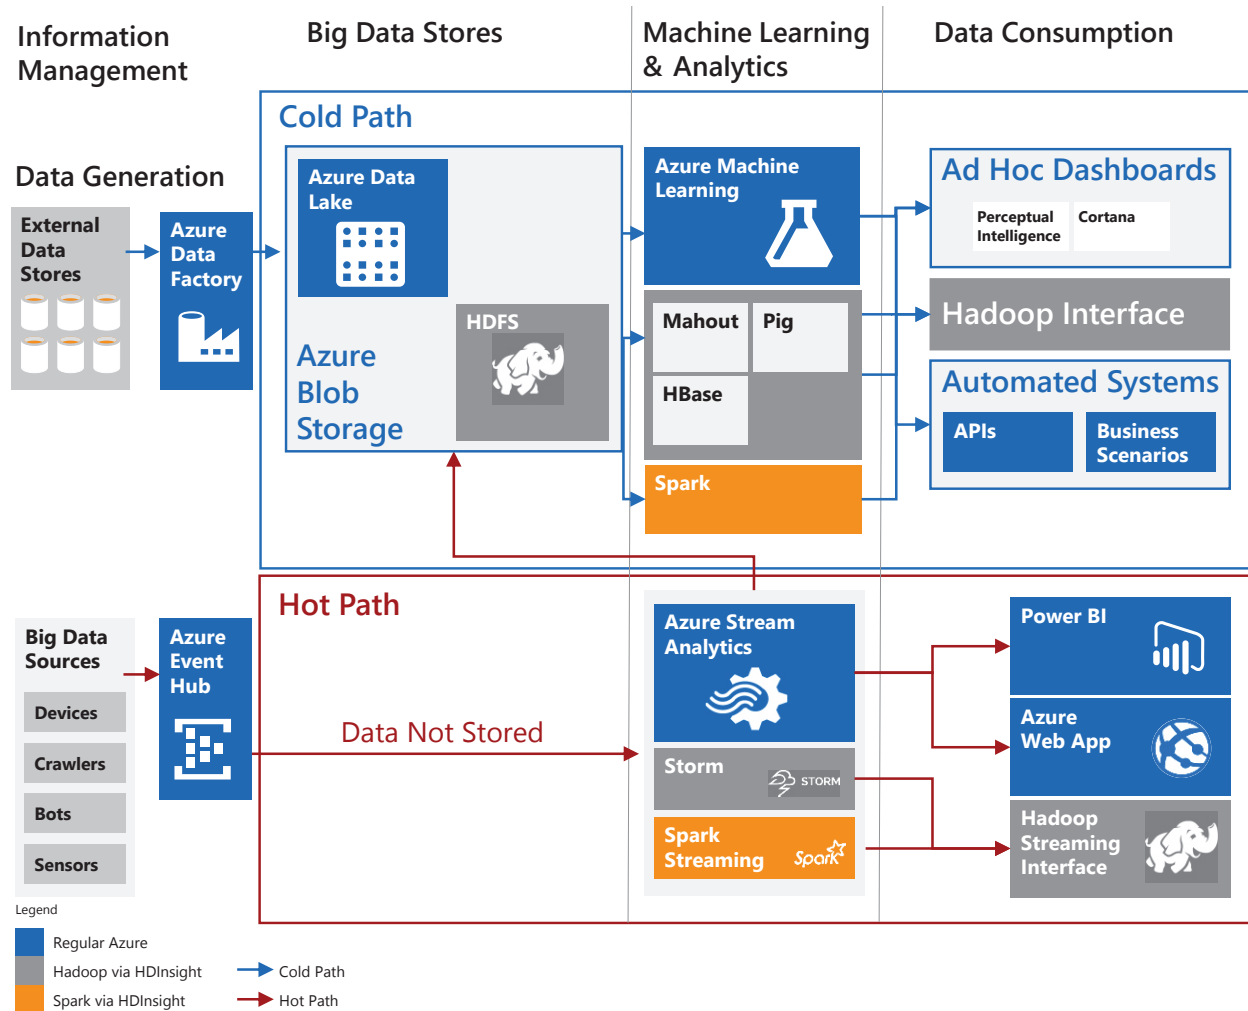 Information
Management
Big Data Stores
Machine Learning
& Analytics
Data Consumption
Cold Path
Data Generation
External
Data
Stores
Azure
Data
Factory
Azure Data
Lake
HDFS
Azure
Blob
Storage
Azure Machine
Learning
Mahout
Pig
HBase
Spark
Ad Hoc Dashboards
Perceptual
Intelligence
Cortana
Hadoop Interface
Automated Systems
APIs
Business
Scenarios
Hot Path
Big Data
Sources
Devices
Crawlers
Bots
Sensors
Azure
Event
Hub
Data Not Stored
Azure Stream
Analytics
Storm
STORM
Spark
Streaming
Spark
Power BI
Azure
Web App
Hadoop
Streaming
Interface
Legend
Regular Azure
Hadoop via HDInsight
Spark via HDInsight
Cold Path
Hot Path